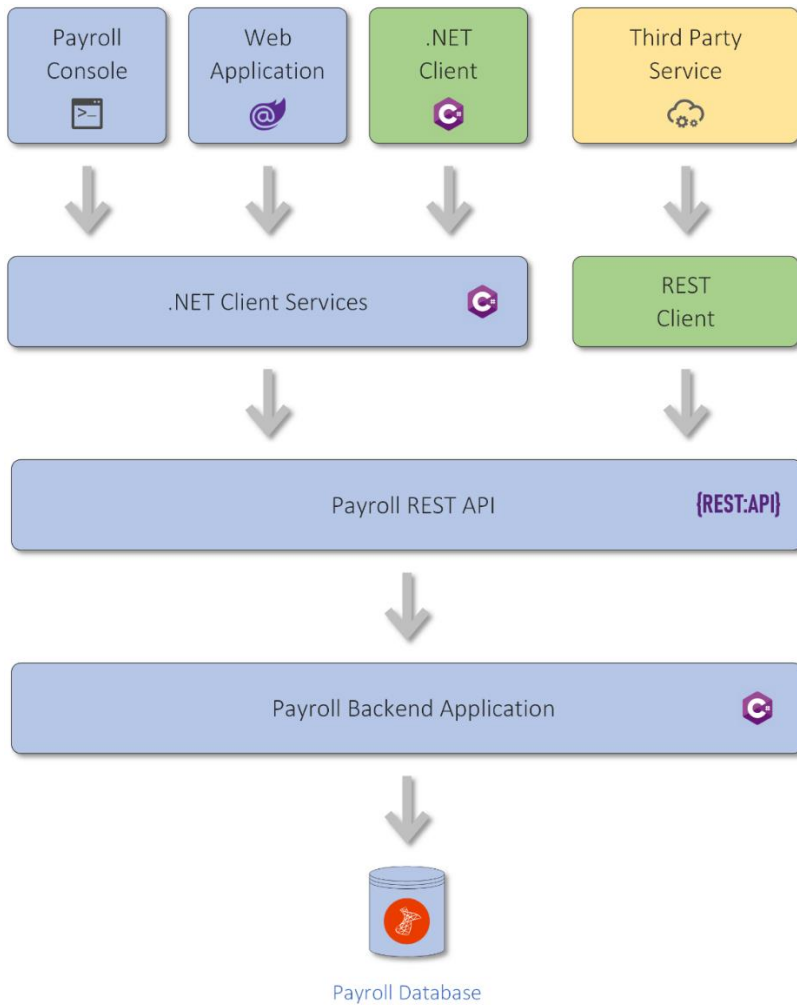 Payroll
Console
>_
Web
Application
@
.NET
Client
C#
Third Party
Service
.NET Client Services
C#
REST
Client
Payroll REST API
{REST:API}
Payroll Backend Application
C#
Payroll Database